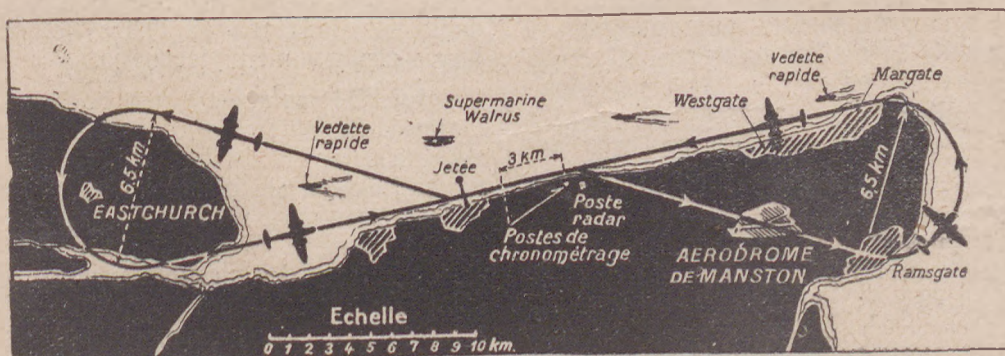 Vedette
rapide
Margate
Supermarine
Walrus
Westgate
Vedette
rapide
3 km
Jetée
6.5 km
6.5 km
EASTCHURCH
Poste
radar
Postes de
chronométrage
AERODROME
DE MANSTON
Ramsgate
Echelle
0 1 2 3 4 5 6 7 8 9 10 km.